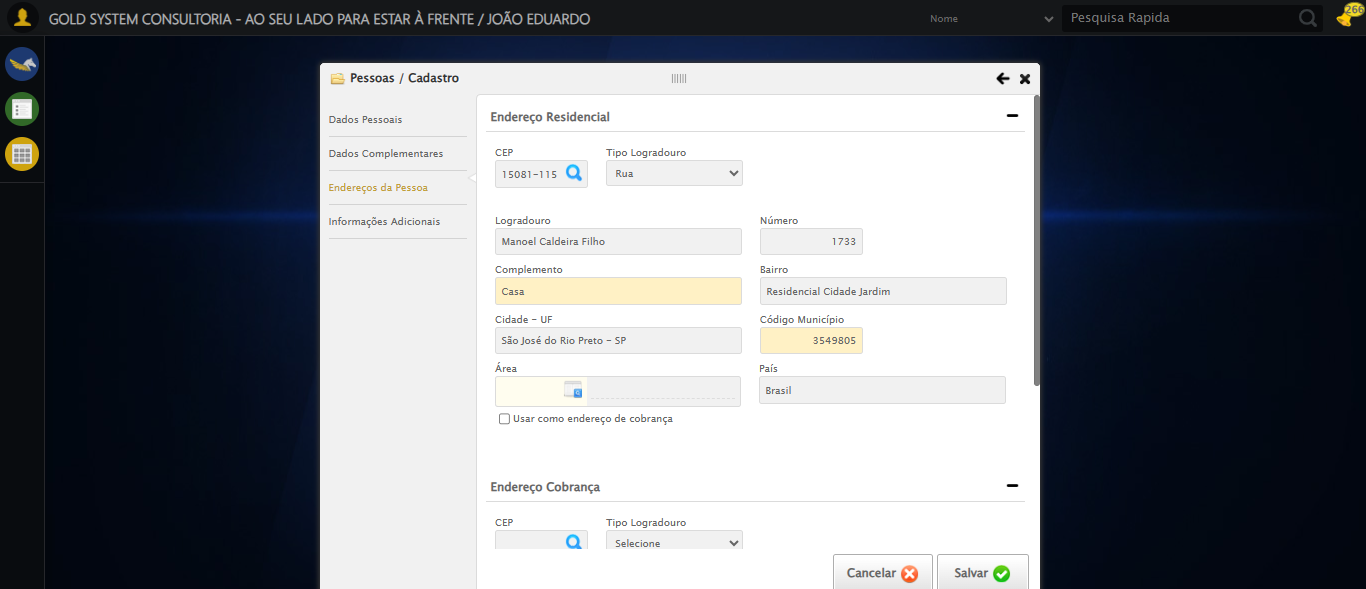 GOLD SYSTEM CONSULTORIA - AO SEU LADO PARA ESTAR À FRENTE / JOÃO EDUARDO
Nome
Pesquisa Rapida
266
Pessoas / Cadastro
Dados Pessoais
Dados Complementares
Endereços da Pessoa
Informações Adicionais
Endereço Residencial
CEP Tipo Logradouro
15081-115 Rua
Logradouro Número
Manoel Caldeira Filho 1733
Complemento Bairro
Casa Residencial Cidade Jardim
Cidade - UF Código Município
São José do Rio Preto - SP 3549805
Área País
Brasil
Usar como endereço de cobrança
Endereço Cobrança
CEP Tipo Logradouro
Selecione
Cancelar Salvar